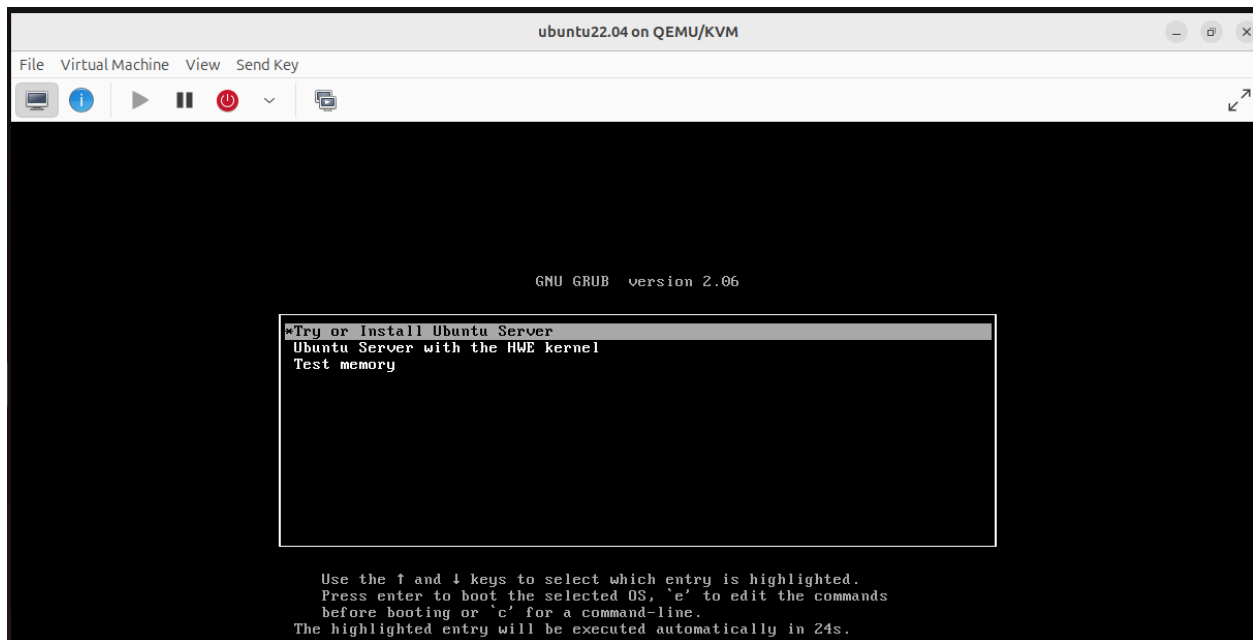 ubuntu22.04 on QEMU/KVM
File Virtual Machine View Send Key
GNU GRUB version 2.06
*Try or Install Ubuntu Server
Ubuntu Server with the HWE kernel
Test memory
Use the ↑ and ↓ keys to select which entry is highlighted.
Press enter to boot the selected OS, `e' to edit the commands
before booting or `c' for a command-line.
The highlighted entry will be executed automatically in 24s.